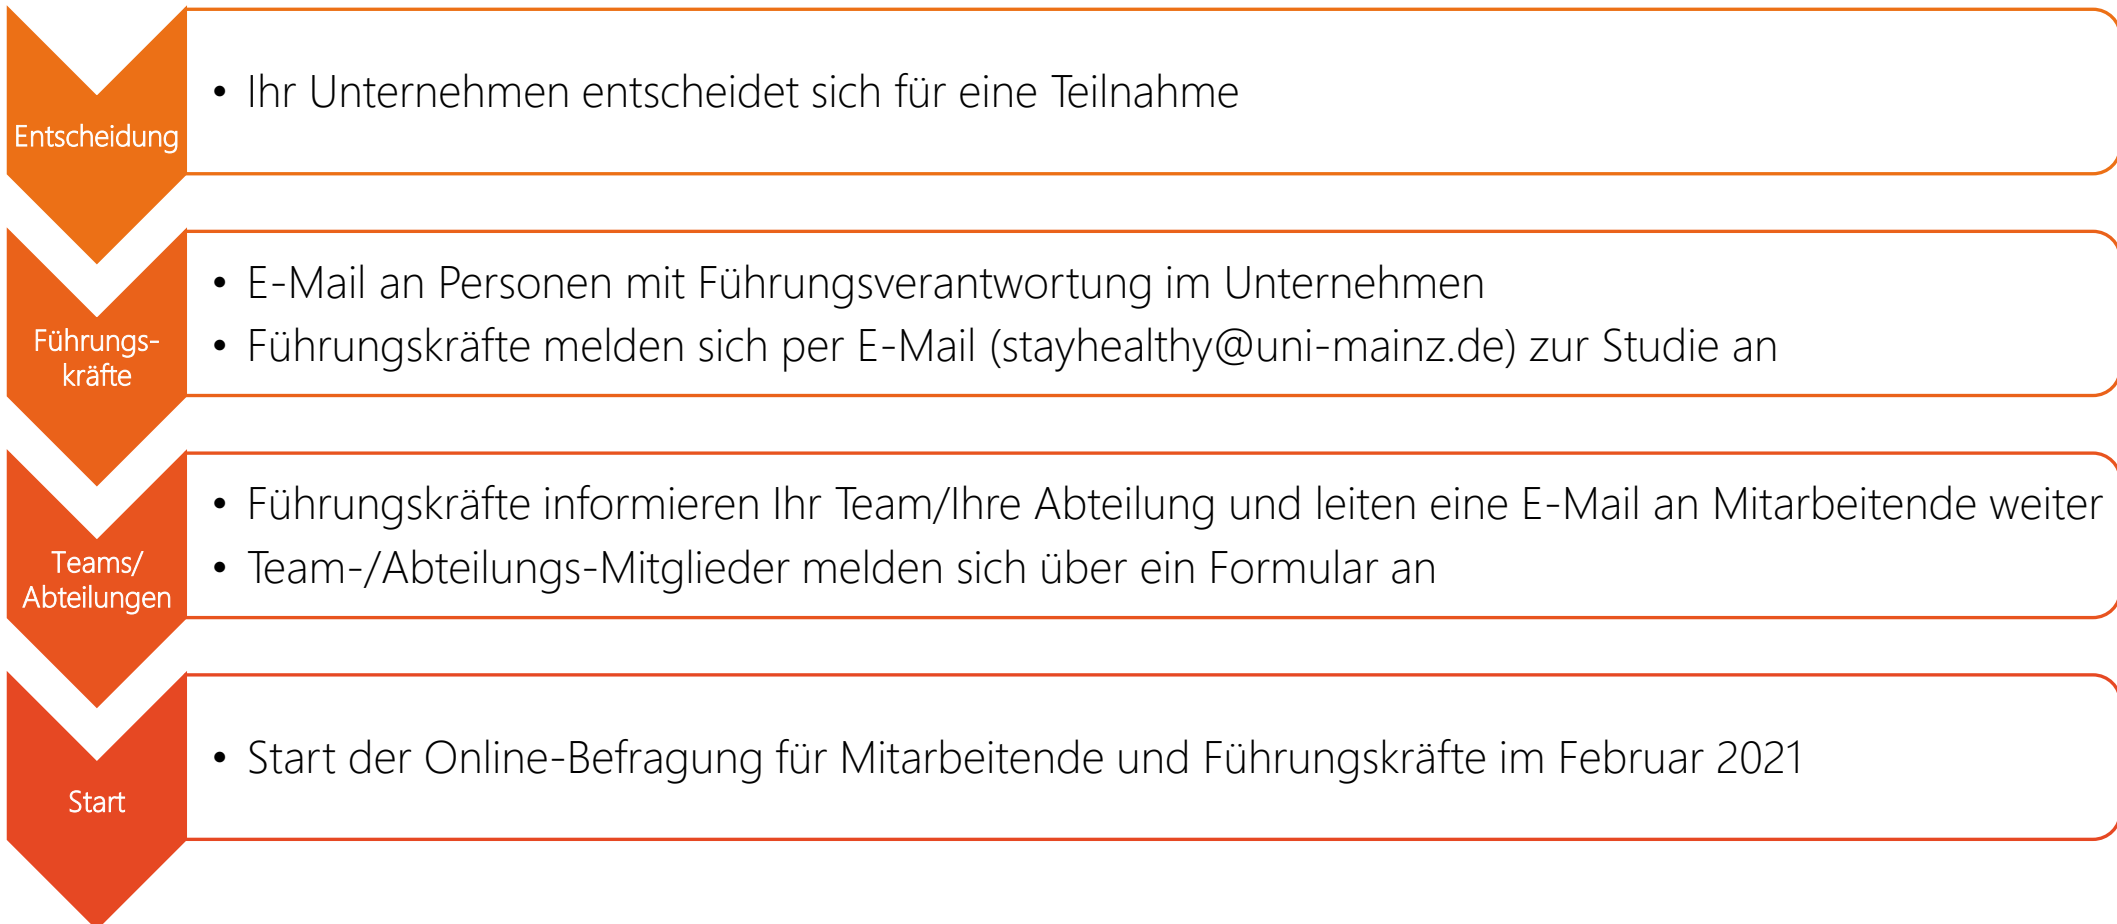 Entscheidung
• Ihr Unternehmen entscheidet sich für eine Teilnahme
Führungs-
kräfte
• E-Mail an Personen mit Führungsverantwortung im Unternehmen
• Führungskräfte melden sich per E-Mail (stayhealthy@uni-mainz.de) zur Studie an
Teams/
Abteilungen
• Führungskräfte informieren Ihr Team/Ihre Abteilung und leiten eine E-Mail an Mitarbeitende weiter
• Team-/Abteilungs-Mitglieder melden sich über ein Formular an
Start
• Start der Online-Befragung für Mitarbeitende und Führungskräfte im Februar 2021